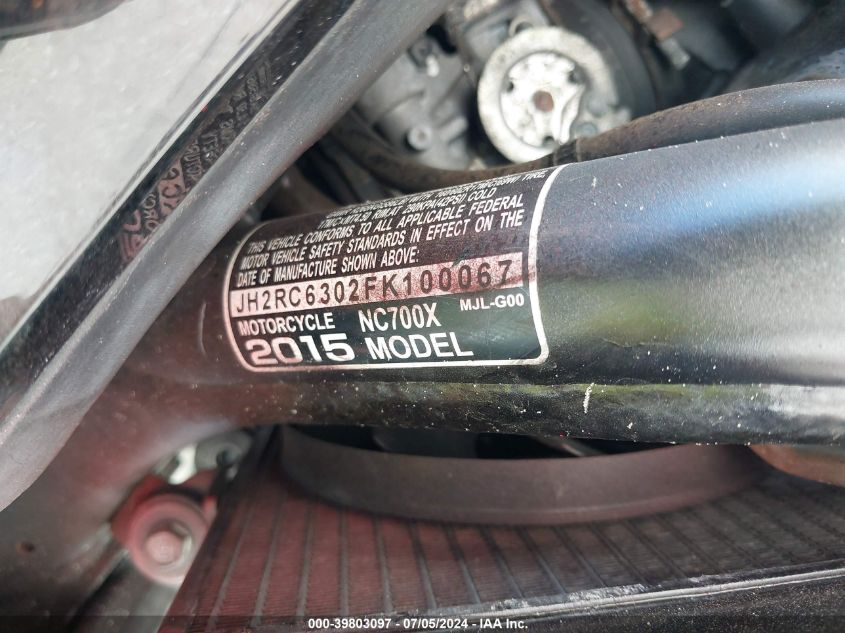 COLD
THIS VEHICLE CONFORMS TO ALL APPLICABLE FEDERAL
MOTOR VEHICLE SAFETY STANDARDS IN EFFECT ON THE
DATE OF MANUFACTURE SHOWN ABOVE:
JH2RC6302FK100067
MOTORCYCLE NC700X MJL-G00
2015 MODEL
000-39803097 - 07/05/2024 - IAA Inc.